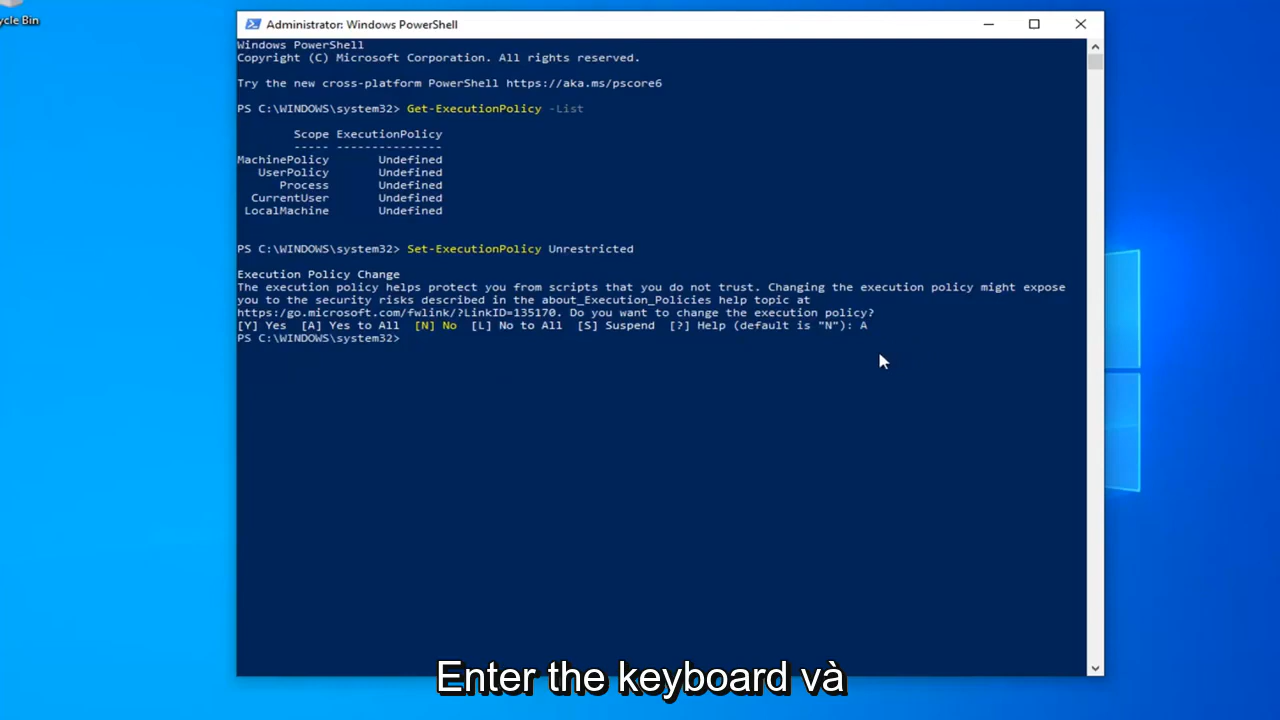 ycle Bin
Administrator: Windows PowerShell
Windows PowerShell
Copyright (C) Microsoft Corporation. All rights reserved.
Try the new cross-platform PowerShell https://aka.ms/pscore6
PS C:\WINDOWS\system32> Get-ExecutionPolicy -List
Scope ExecutionPolicy
----- ---------------
MachinePolicy Undefined
UserPolicy Undefined
Process Undefined
CurrentUser Undefined
LocalMachine Undefined
PS C:\WINDOWS\system32> Set-ExecutionPolicy Unrestricted
Execution Policy Change
The execution policy helps protect you from scripts that you do not trust. Changing the execution policy might expose
you to the security risks described in the about_Execution_Policies help topic at
https:/go.microsoft.com/fwlink/?LinkID=135170. Do you want to change the execution policy?
[Y] Yes [A] Yes to All [N] No [L] No to All [S] Suspend [?] Help (default is "N"): A
PS C:\WINDOWS\system32>
Enter the keyboard và